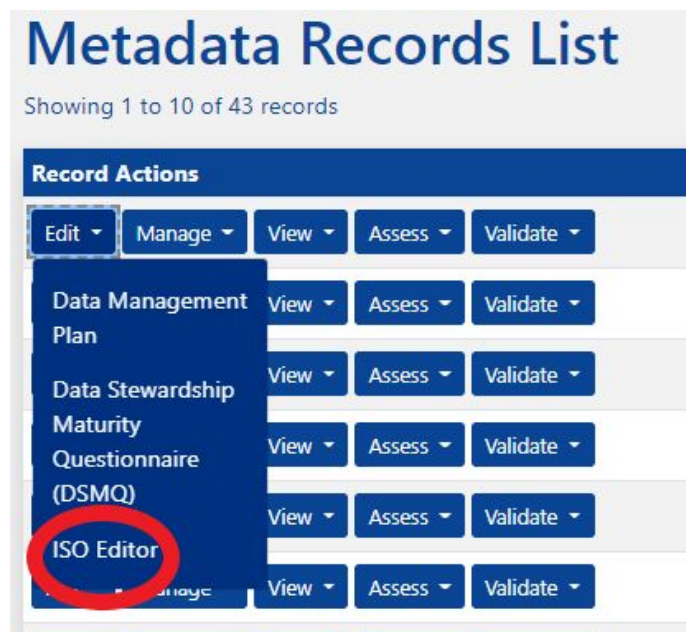 Metadata Records List
Showing 1 to 10 of 43 records
Record Actions
Edit Manage View Assess Validate
Data Management
Plan
View Assess Validate
Data Stewardship
Maturity
Questionnaire
(DSMQ)
View Assess Validate
View Assess Validate
ISO Editor
View Assess Validate
Manage View Assess Validate